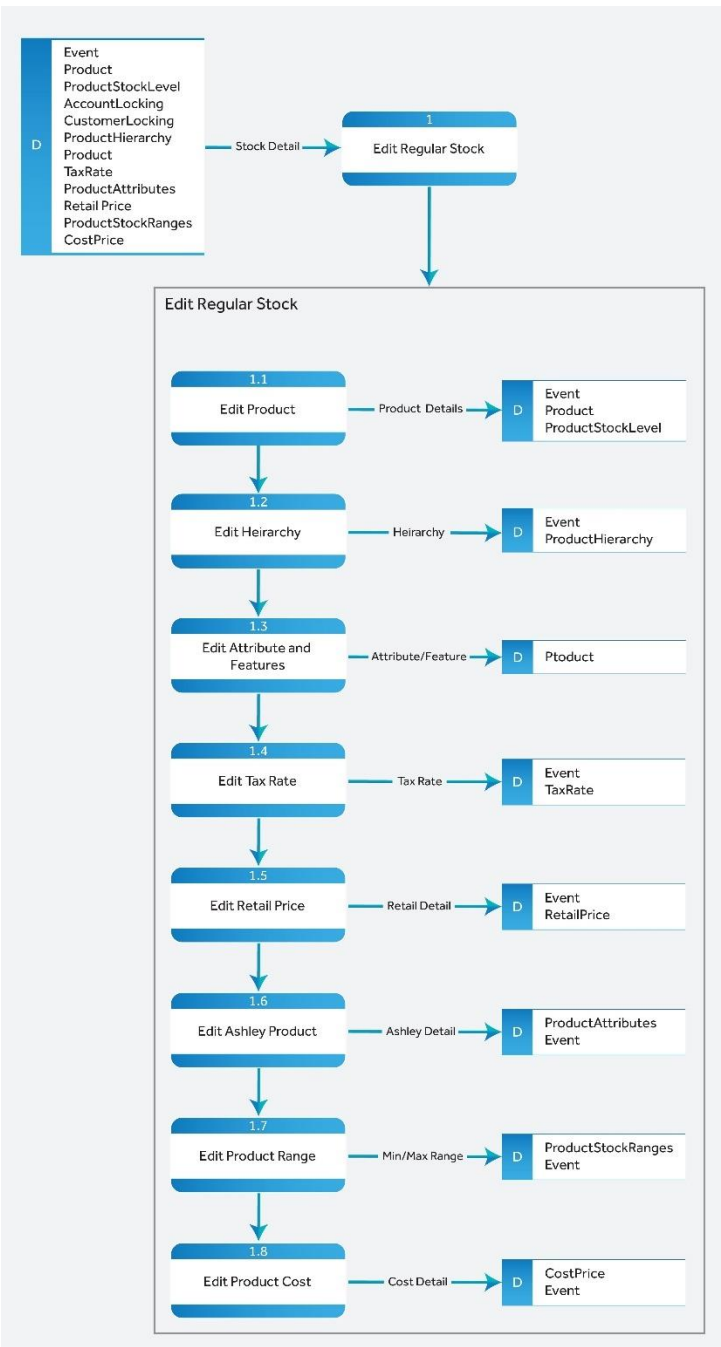 Event
Product
ProductStockLevel
AccountLocking
CustomerLocking
ProductHierarchy
Product
TaxRate
ProductAttributes
Retail Price
ProductStockRanges
CostPrice
D
Stock Detail
1
Edit Regular Stock
Edit Regular Stock
1.1
Edit Product
Product Details
D
Event
Product
ProductStockLevel
1.2
Edit Heirarchy
Heirarchy
D
Event
ProductHierarchy
1.3
Edit Attribute and
Features
Attribute/Feature
D
Ptoduct
1.4
Edit Tax Rate
Tax Rate
D
Event
TaxRate
1.5
Edit Retail Price
Retail Detail
D
Event
RetailPrice
1.6
Edit Ashley Product
Ashley Detail
D
ProductAttributes
Event
1.7
Edit Product Range
Min/Max Range
D
ProductStockRanges
Event
1.8
Edit Product Cost
Cost Detail
D
CostPrice
Event